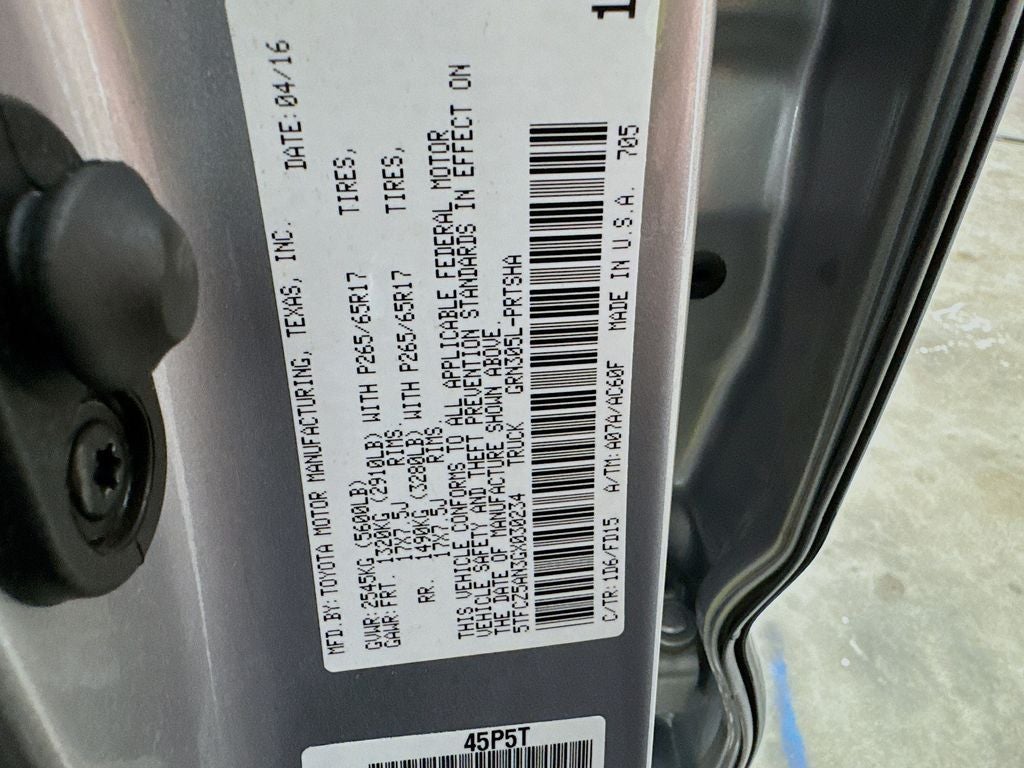 MFD.BY:TOYOTA MOTOR MANUFACTURING, TEXAS, INC. DATE:04/16
GVWR:2545KG (5600LB)
GAWR:FRT. 1320KG (2910LB) WITH P265/65R17 TIRES,
17X7.5J RIMS.
RR. 1490KG (3280LB) WITH P265/65R17 TIRES,
17X7.5J RIMS.
THIS VEHICLE CONFORMS TO ALL APPLICABLE FEDERAL MOTOR
VEHICLE SAFETY AND THEFT PREVENTION STANDARDS IN EFFECT ON
THE DATE OF MANUFACTURE SHOWN ABOVE.
5TFCZ5AN3GX030234 TRUCK GRN305L-PRTSHA
C/TR:1D6/FD15 A/TM:A07A/AC60F MADE IN U.S.A. 705
1
45P5T